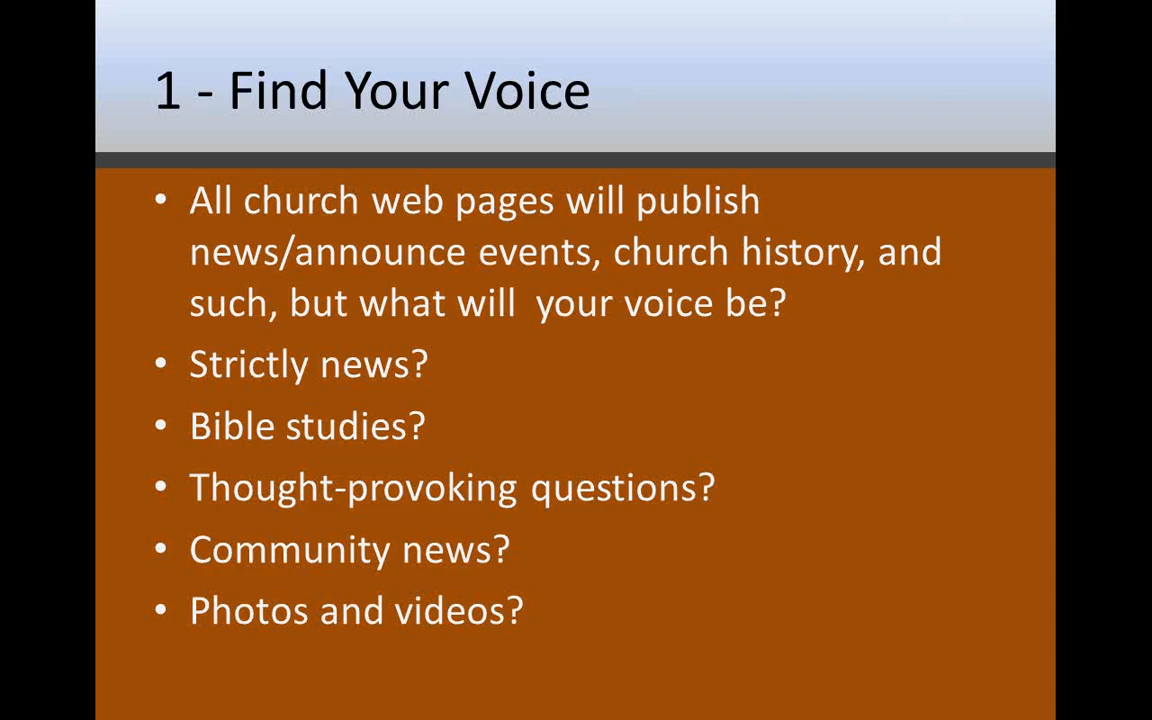 1 - Find Your Voice
• All church web pages will publish
news/announce events, church history, and
such, but what will  your voice be?
• Strictly news?
• Bible studies?
• Thought-provoking questions?
• Community news?
• Photos and videos?